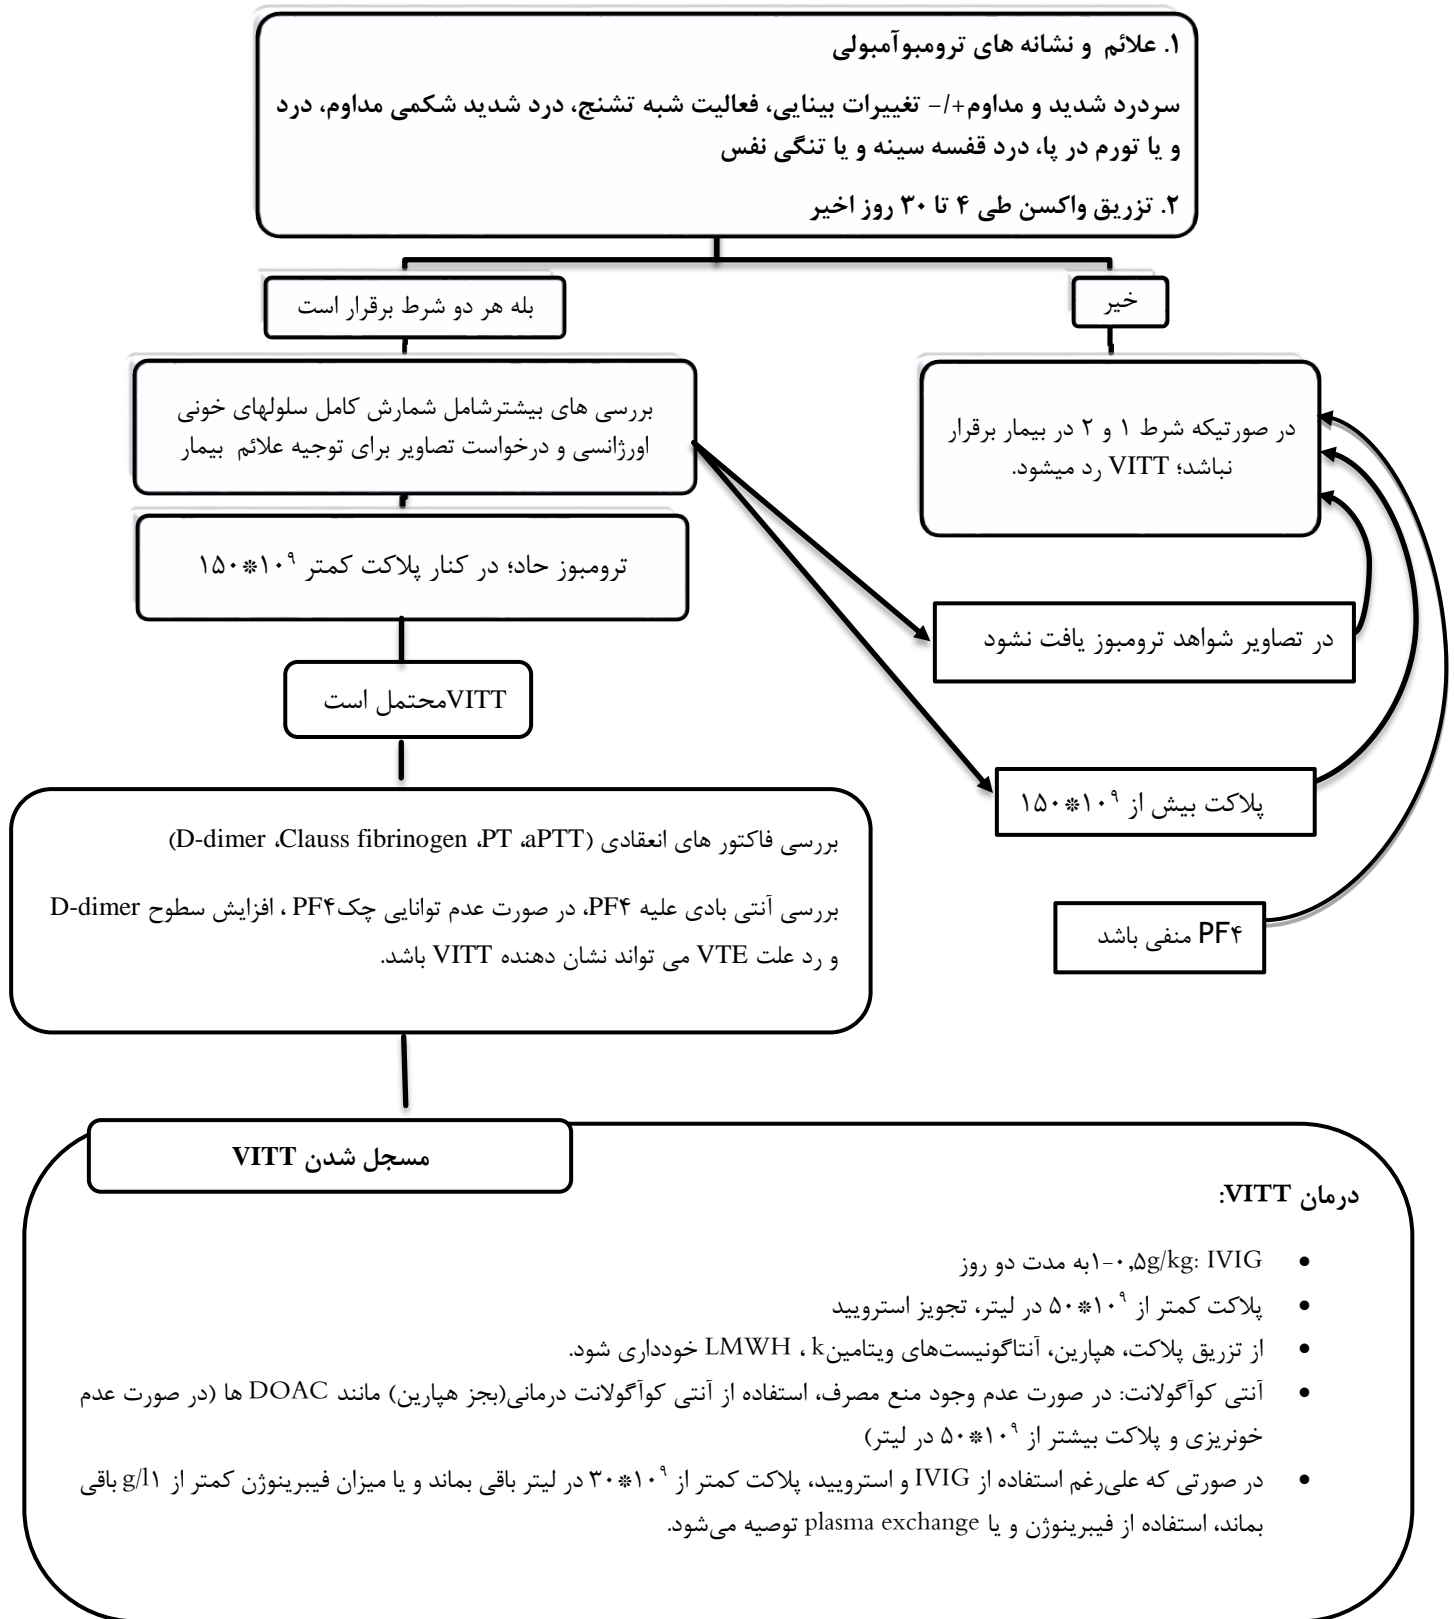 ۱. علائم و نشانه های ترومبوآمبولی
سردرد شدید و مداوم+/- تغییرات بینایی، فعالیت شبه تشنج، درد شدید شکمی مداوم، درد
و یا تورم در پا، درد قفسه سینه و یا تنگی نفس
۲. تزریق واکسن طی ۴ تا ۳۰ روز اخیر
خیر
بله هر دو شرط برقرار است
در صورتیکه شرط ۱ و ۲ در بیمار برقرار
نباشد؛ VITT رد میشود.
بررسی های بیشترشامل شمارش کامل سلولهای خونی
اورژانسی و درخواست تصاویر برای توجیه علائم بیمار
ترومبوز حاد؛ در کنار پلاکت کمتر ۱۵۰*۱۰⁹
در تصاویر شواهد ترومبوز یافت نشود
VITTمحتمل است
پلاکت بیش از ۱۵۰*۱۰⁹
بررسی فاکتور های انعقادی (D-dimer ،Clauss fibrinogen ،PT ،aPTT)
بررسی آنتی بادی علیه PF۴، در صورت عدم توانایی چکPF۴ ، افزایش سطوح D-dimer
و رد علت VTE می تواند نشان دهنده VITT باشد.
PF۴ منفی باشد
مسجل شدن VITT
درمان VITT:
• IVIG :۰,۵g/kg-۱به مدت دو روز
• پلاکت کمتر از ۵۰*۱۰⁹ در لیتر، تجویز استرویید
• از تزریق پلاکت، هپارین، آنتاگونیست‌های ویتامینk ، LMWH خودداری شود.
• آنتی کوآگولانت: در صورت عدم وجود منع مصرف، استفاده از آنتی کوآگولانت درمانی(بجز هپارین) مانند DOAC ها (در صورت عدم
خونریزی و پلاکت بیشتر از ۵۰*۱۰⁹ در لیتر)
• در صورتی که علی‌رغم استفاده از IVIG و استرویید، پلاکت کمتر از ۳۰*۱۰⁹ در لیتر باقی بماند و یا میزان فیبرینوژن کمتر از ۱g/l باقی
بماند، استفاده از فیبرینوژن و یا plasma exchange توصیه می‌شود.